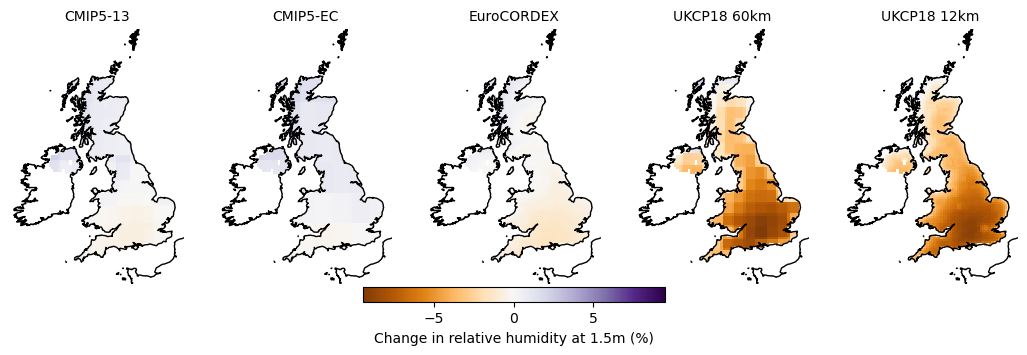 CMIP5-13 CMIP5-EC EuroCORDEX UKCP18 60km UKCP18 12km
−5 0 5
Change in relative humidity at 1.5m (%)